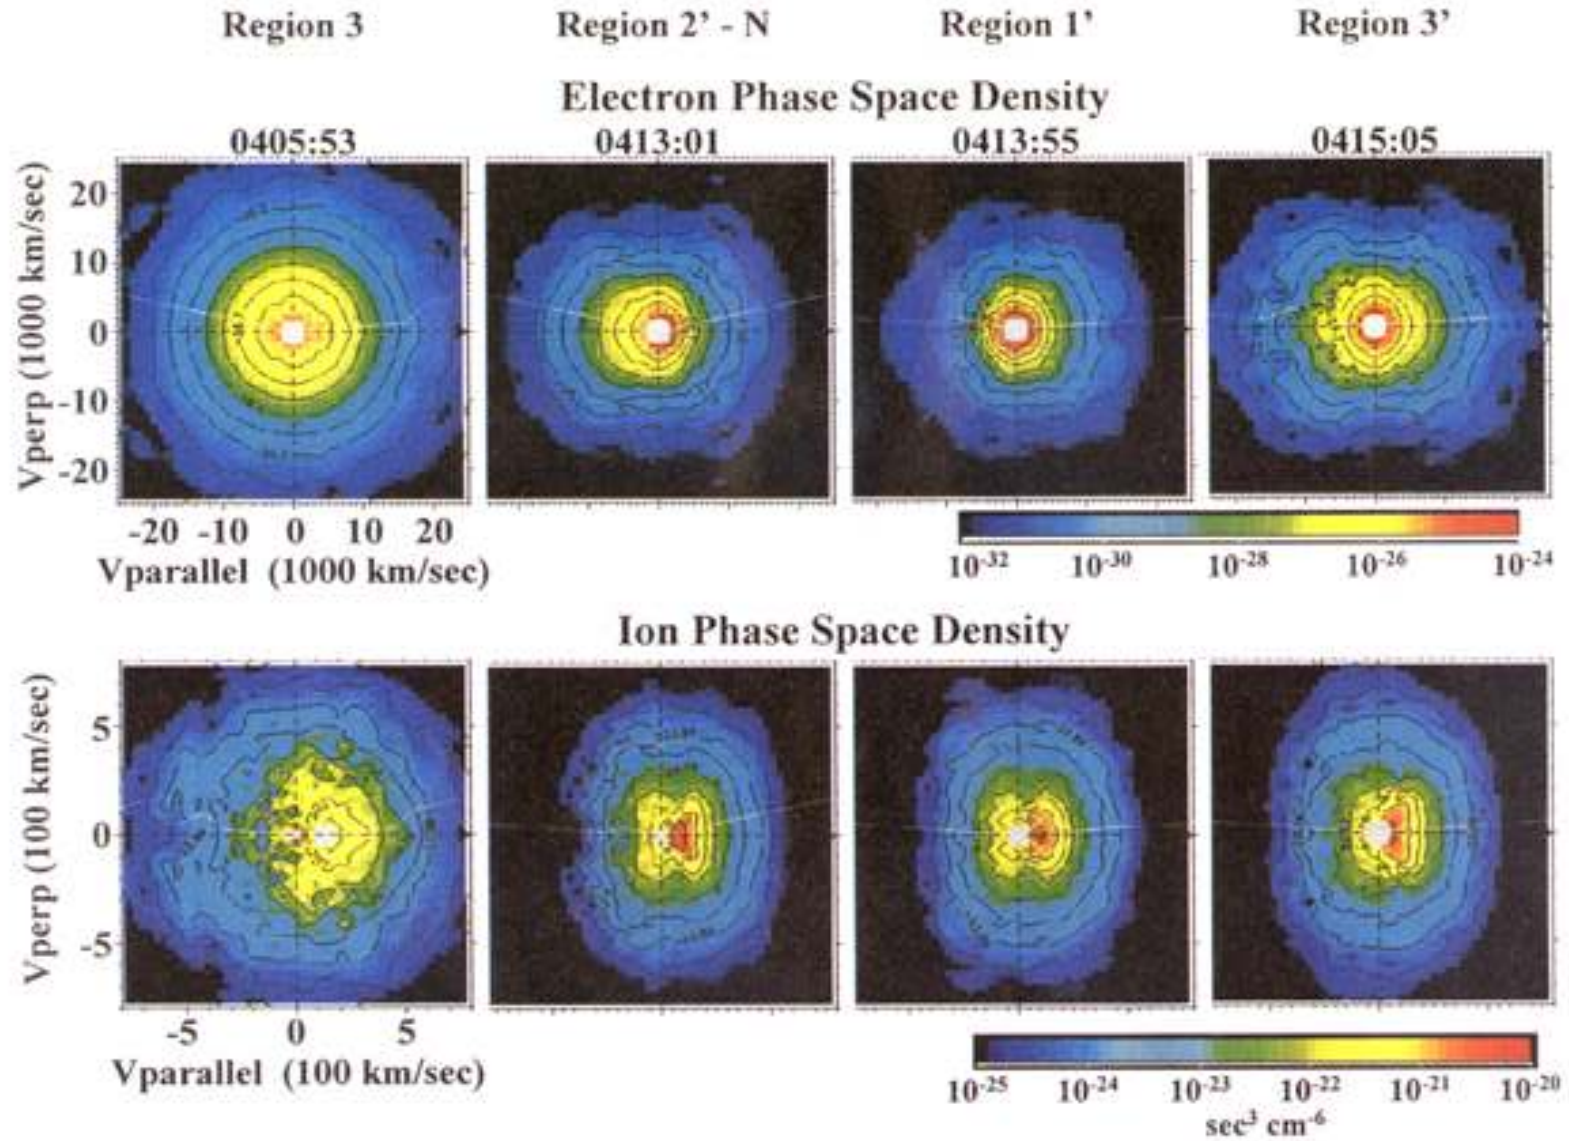 Region 3 Region 2' - N Region 1' Region 3'
Electron Phase Space Density
0405:53 0413:01 0413:55 0415:05
Vperp (1000 km/sec)
20
10
0
-10
-20
-20 -10 0 10 20
Vparallel (1000 km/sec)
10-32 10-30 10-28 10-26 10-24
Ion Phase Space Density
Vperp (100 km/sec)
5
0
-5
-5 0 5
Vparallel (100 km/sec)
10-25 10-24 10-23 10-22 10-21 10-20
sec3 cm-6